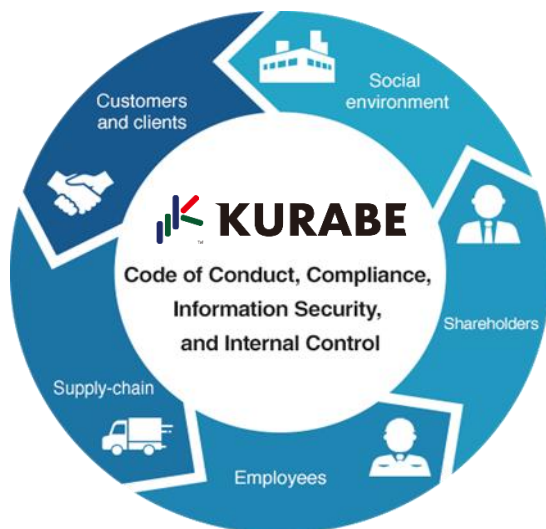 Customers
and clients
Social
environment
KURABE
Code of Conduct, Compliance,
Information Security,
and Internal Control
Shareholders
Supply-chain
Employees